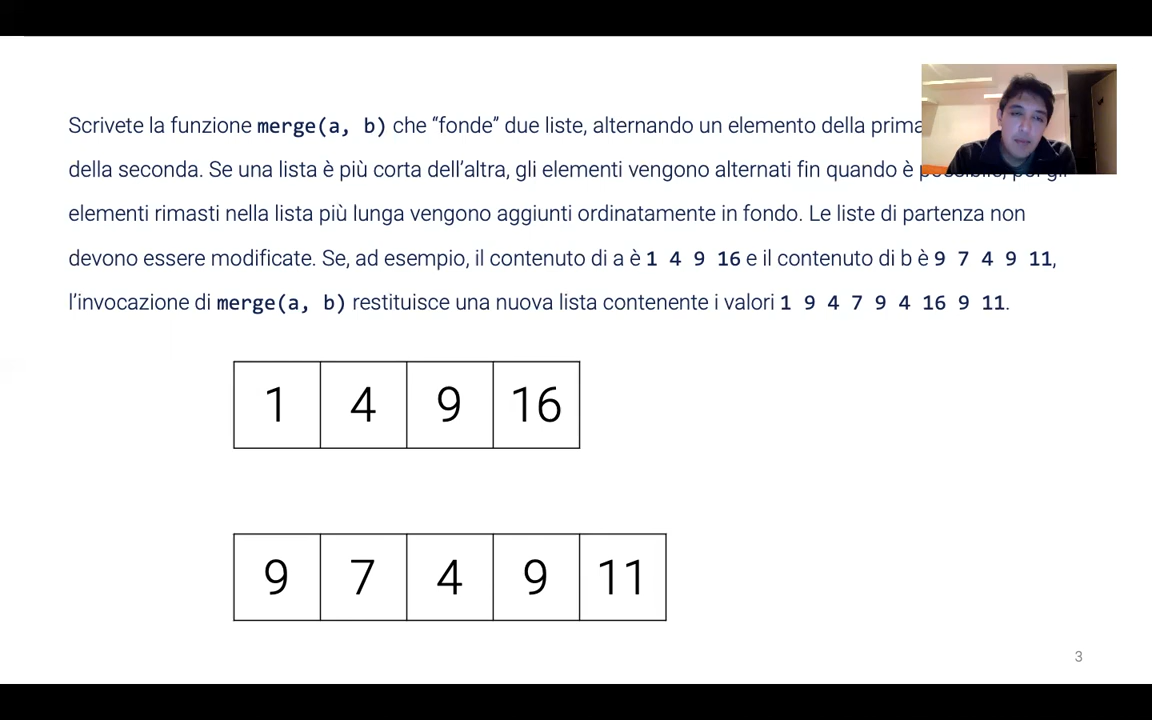 Scrivete la funzione merge(a, b) che “fonde” due liste, alternando un elemento della prima
della seconda. Se una lista è più corta dell’altra, gli elementi vengono alternati fin quando è
elementi rimasti nella lista più lunga vengono aggiunti ordinatamente in fondo. Le liste di partenza non
devono essere modificate. Se, ad esempio, il contenuto di a è 1 4 9 16 e il contenuto di b è 9 7 4 9 11,
l’invocazione di merge(a, b) restituisce una nuova lista contenente i valori 1 9 4 7 9 4 16 9 11.
1 4 9 16
9 7 4 9 11
3